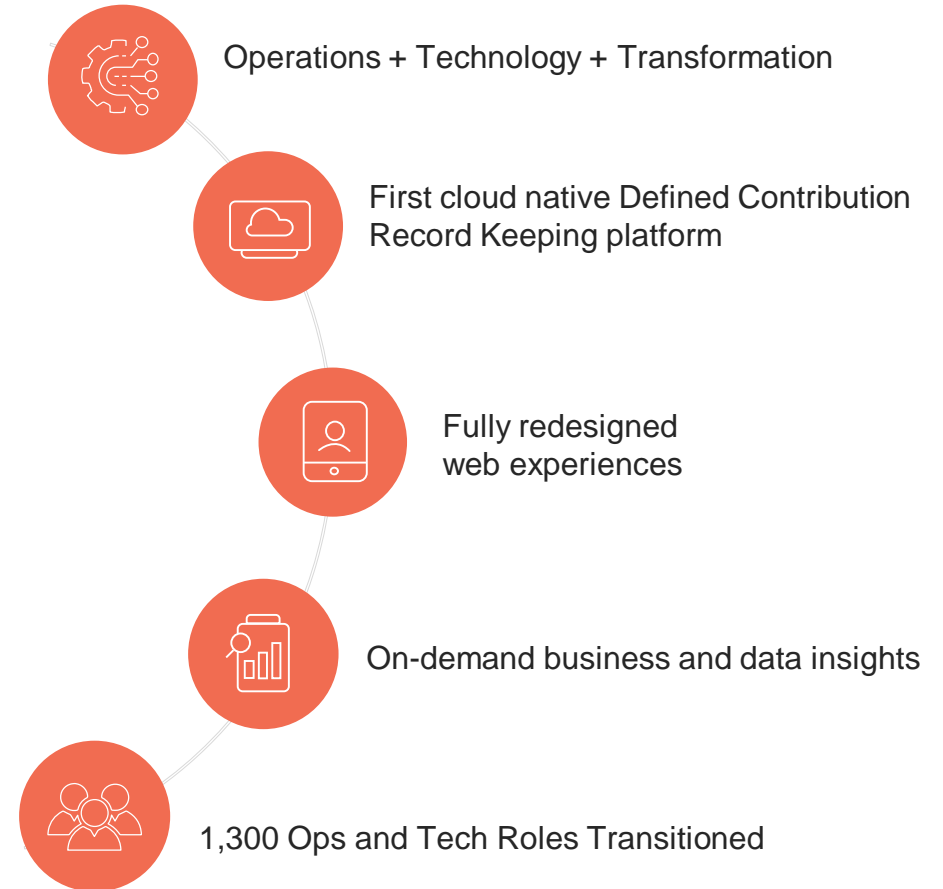 Operations + Technology + Transformation
First cloud native Defined Contribution
Record Keeping platform
Fully redesigned
web experiences
On-demand business and data insights
1,300 Ops and Tech Roles Transitioned